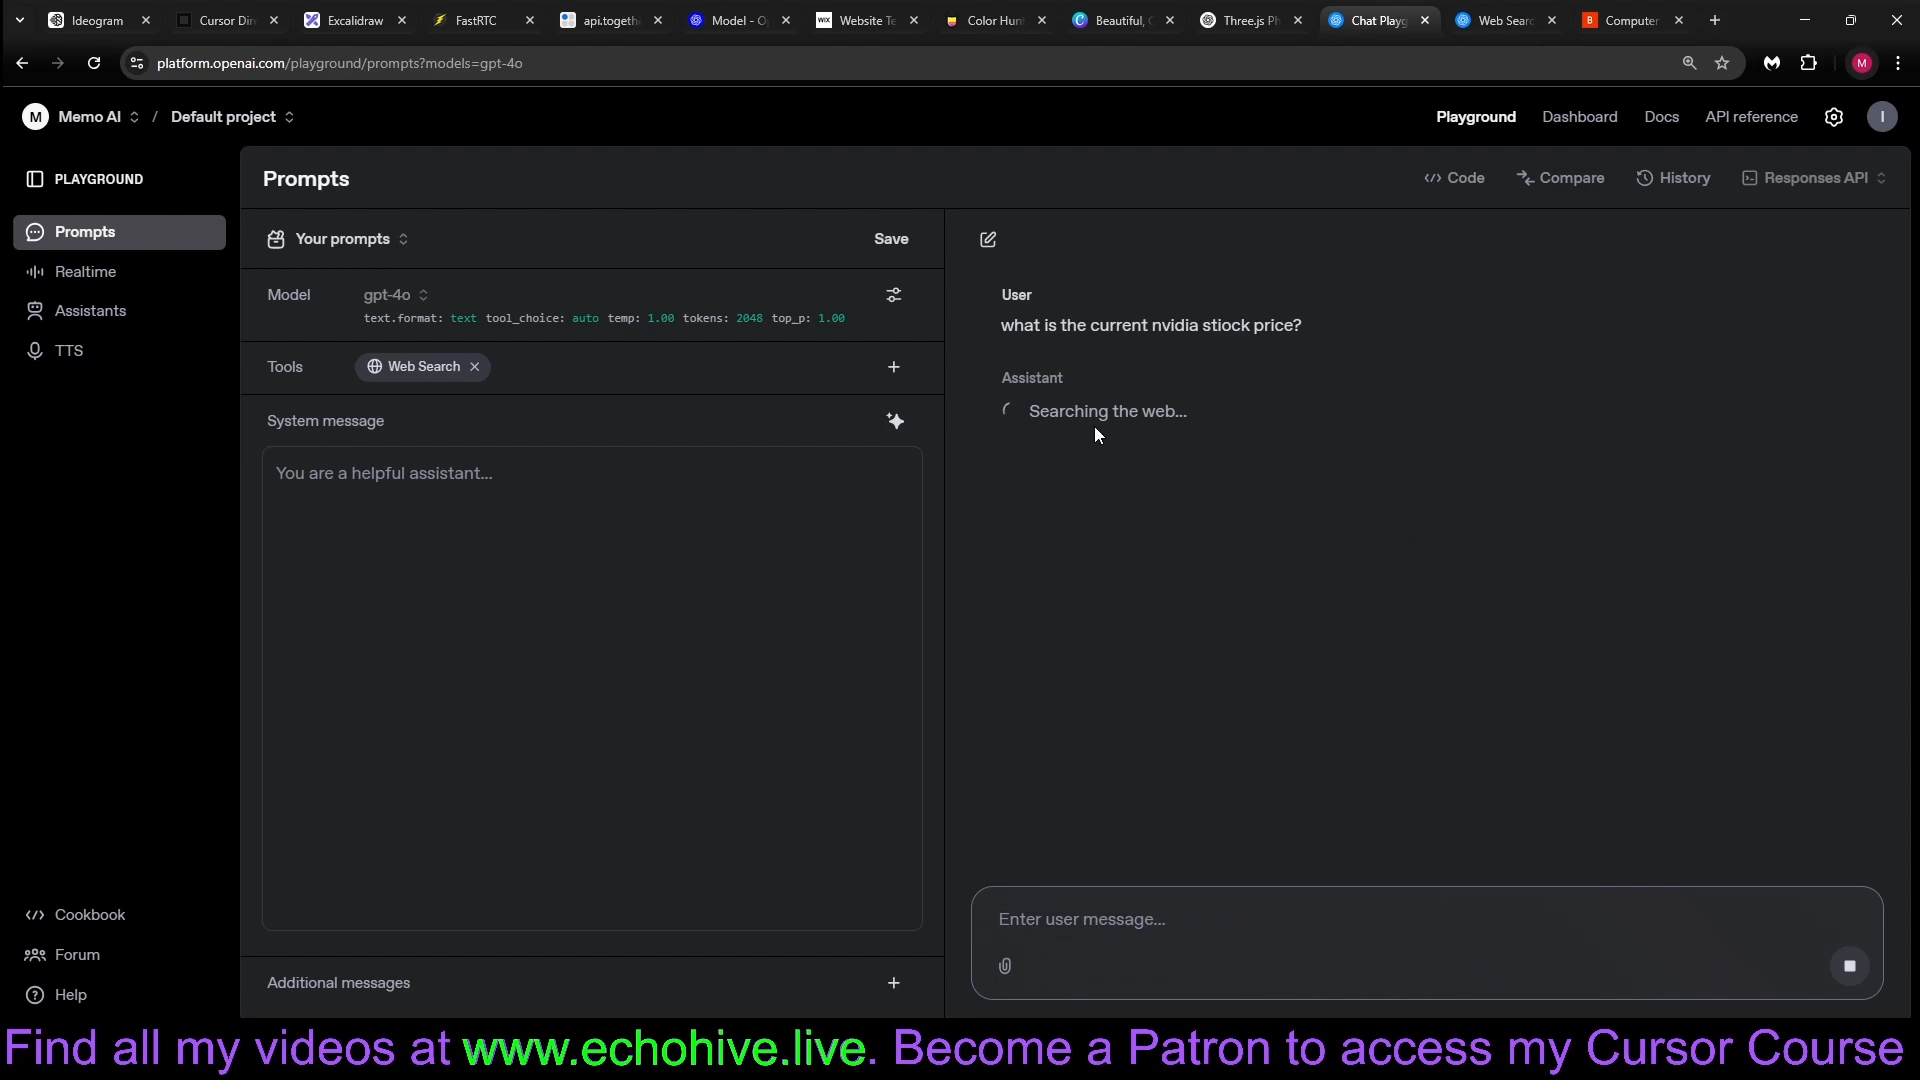 Ideogram
Cursor Dir
Excalidraw
FastRTC
api.togeth
Model - O
WiX Website Te
Color Hun
Beautiful, C
Three.js Ph
Chat Playg
Web Searc
Computer
platform.openai.com/playground/prompts?models=gpt-4o
M
M Memo AI / Default project
Playground Dashboard Docs API reference I
PLAYGROUND
Prompts
Realtime
Assistants
TTS
Cookbook
Forum
Help
Prompts
Code Compare History Responses API
Your prompts Save
Model gpt-4o
text.format: text tool_choice: auto temp: 1.00 tokens: 2048 top_p: 1.00
Tools Web Search
System message
You are a helpful assistant...
Additional messages
User
what is the current nvidia stiock price?
Assistant
Searching the web...
Enter user message...
Find all my videos at www.echohive.live. Become a Patron to access my Cursor Course